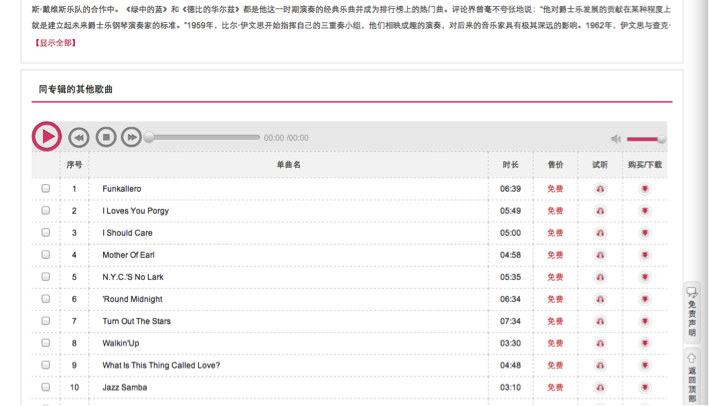 斯·戴维斯乐队的合作中。《绿中的蓝》和《德比的华尔兹》都是他这一时期演奏的经典乐曲并成为排行榜上的热门曲。评论界曾毫不夸张地说："他对爵士乐发展的贡献在某种程度上
就是建立起未来爵士乐钢琴演奏家的标准。"1959年，比尔·伊文思开始指挥自己的三重奏小组，他们相映成趣的演奏，对后来的音乐家具有极其深远的影响。1962年，伊文思与查克·
【显示全部】
同专辑的其他歌曲
00:00 /00:00
序号 单曲名 时长 售价 试听 购买/下载
1 Funkallero 06:39 免费
2 I Loves You Porgy 05:49 免费
3 I Should Care 05:00 免费
4 Mother Of Earl 04:58 免费
5 N.Y.C.'S No Lark 05:35 免费
6 'Round Midnight 06:34 免费
7 Turn Out The Stars 07:34 免费
8 Walkin'Up 03:30 免费
9 What Is This Thing Called Love? 04:48 免费
10 Jazz Samba 03:10 免费
免责声明
返回顶部